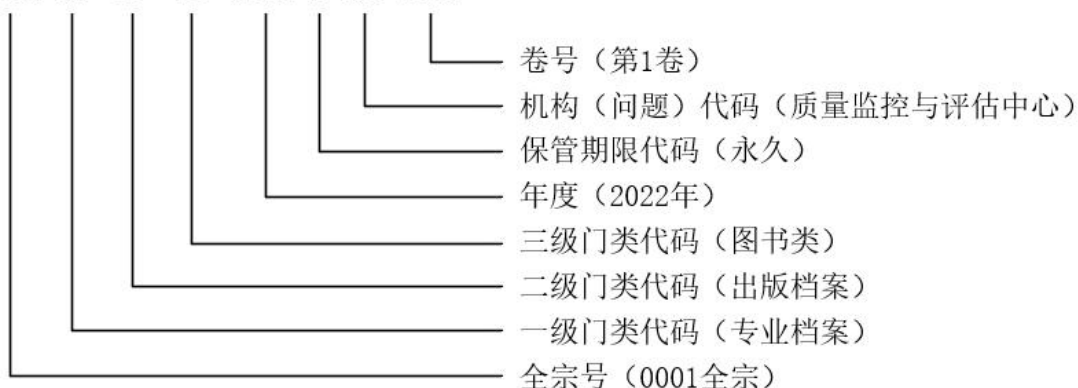 卷号（第1卷）
机构（问题）代码（质量监控与评估中心）
保管期限代码（永久）
年度（2022年）
三级门类代码（图书类）
二级门类代码（出版档案）
一级门类代码（专业档案）
全宗号（0001全宗）